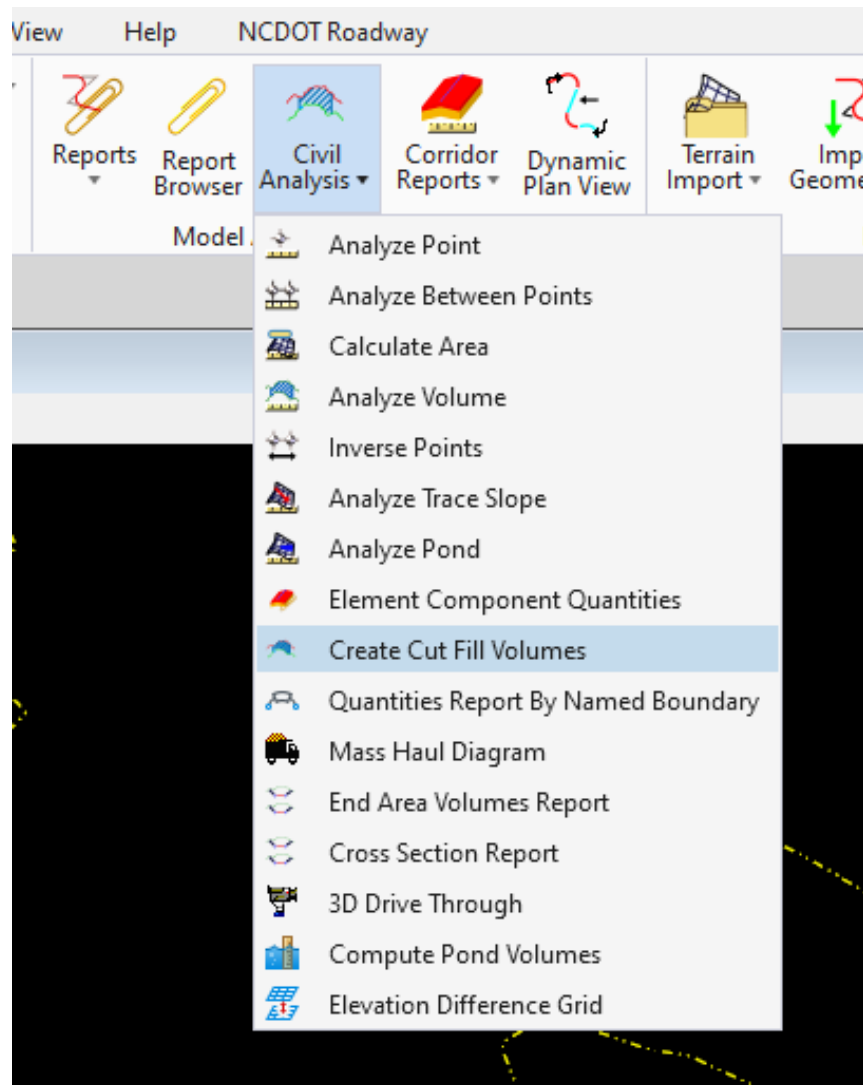 View Help NCDOT Roadway
Reports
Report
Browser
Civil
Analysis
Corridor
Reports
Dynamic
Plan View
Terrain
Import
Model
Analyze Point
Analyze Between Points
Calculate Area
Analyze Volume
Inverse Points
Analyze Trace Slope
Analyze Pond
Element Component Quantities
Create Cut Fill Volumes
Quantities Report By Named Boundary
Mass Haul Diagram
End Area Volumes Report
Cross Section Report
3D Drive Through
Compute Pond Volumes
Elevation Difference Grid